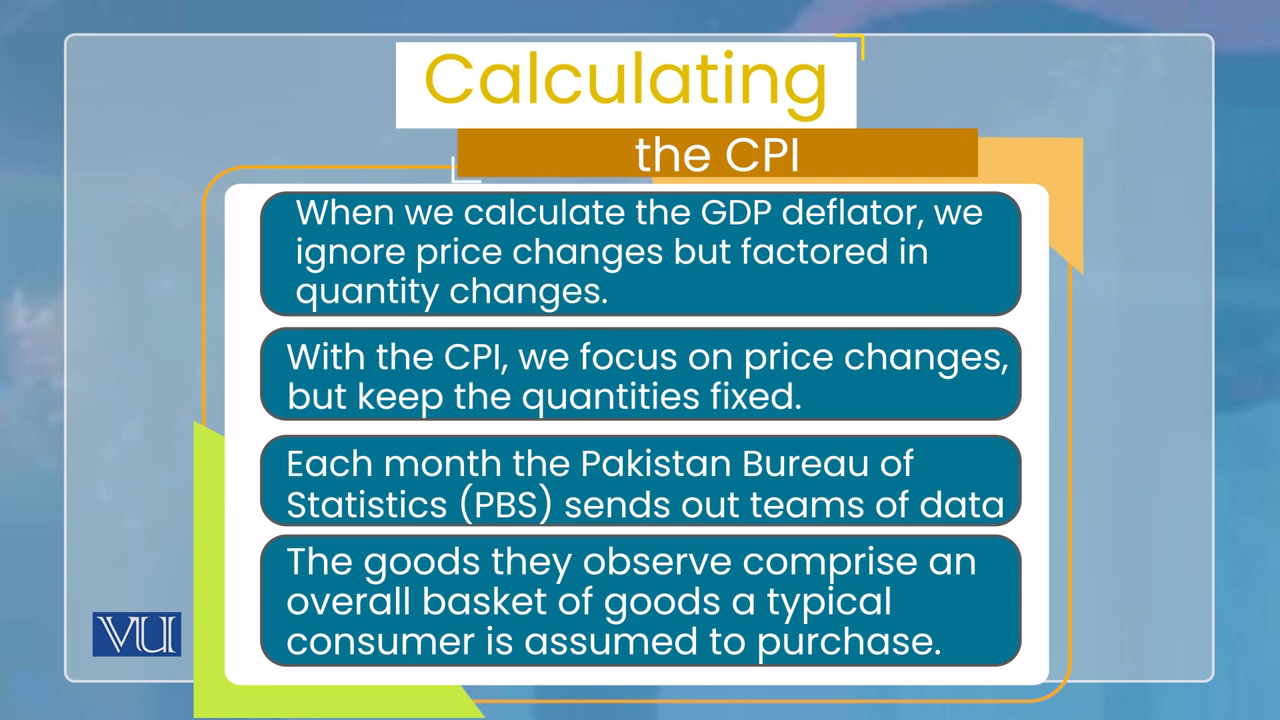 Calculating
the CPI
When we calculate the GDP deflator, we
ignore price changes but factored in
quantity changes.
With the CPI, we focus on price changes,
but keep the quantities fixed.
Each month the Pakistan Bureau of
Statistics (PBS) sends out teams of data
The goods they observe comprise an
overall basket of goods a typical
consumer is assumed to purchase.
VU